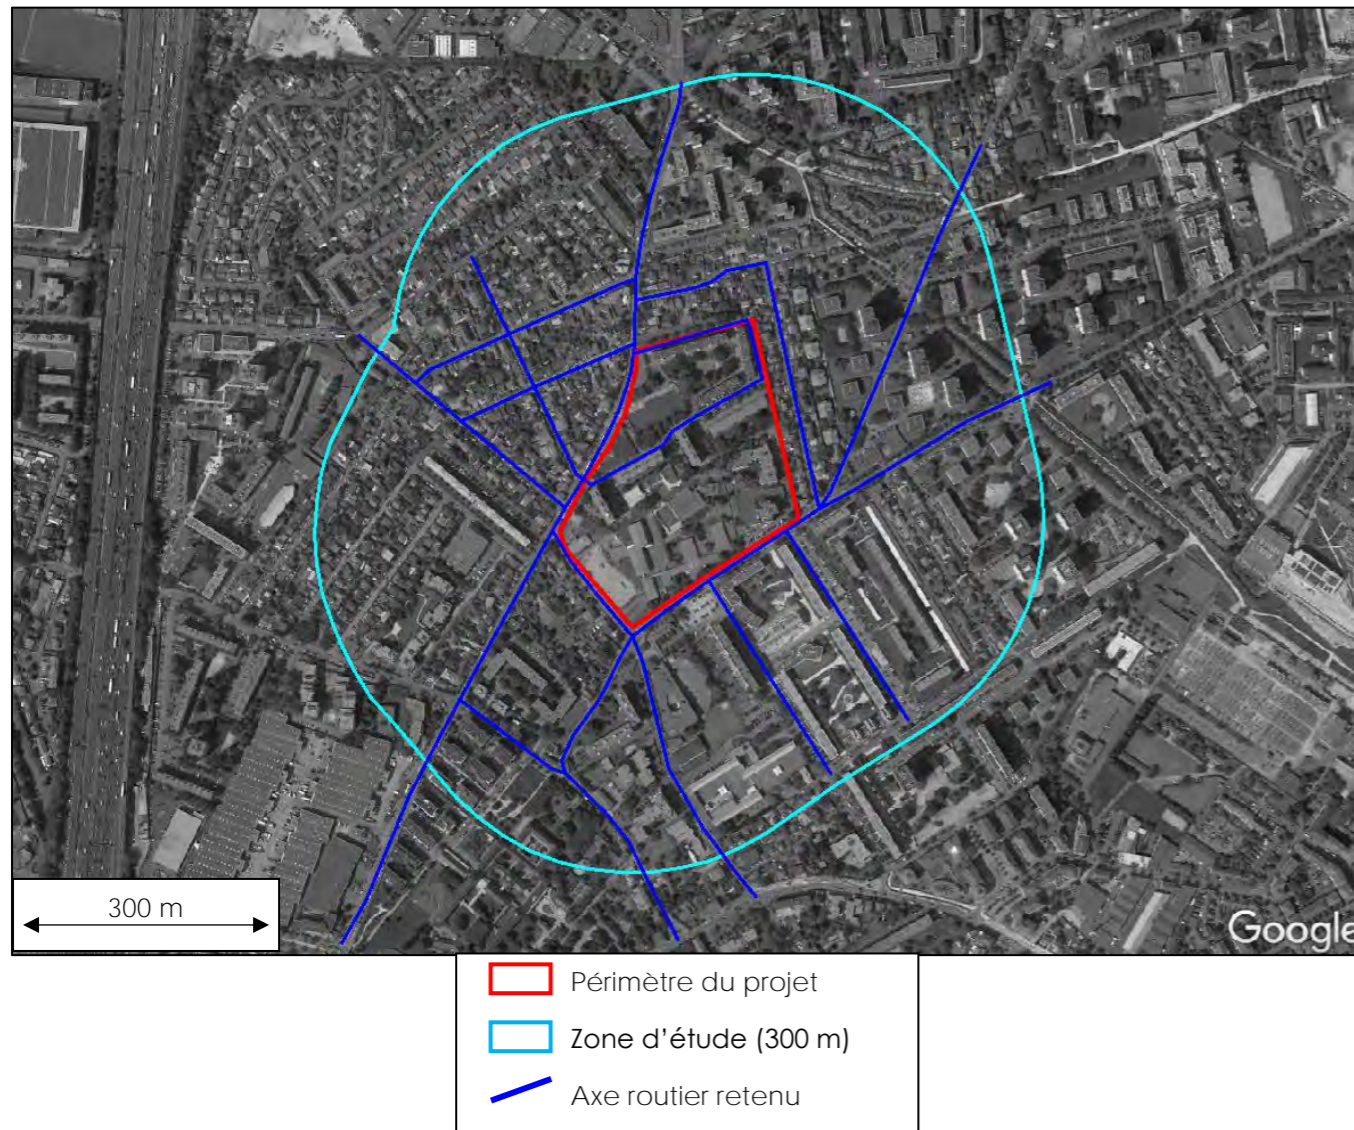 300 m
Google
Périmètre du projet
Zone d'étude (300 m)
Axe routier retenu